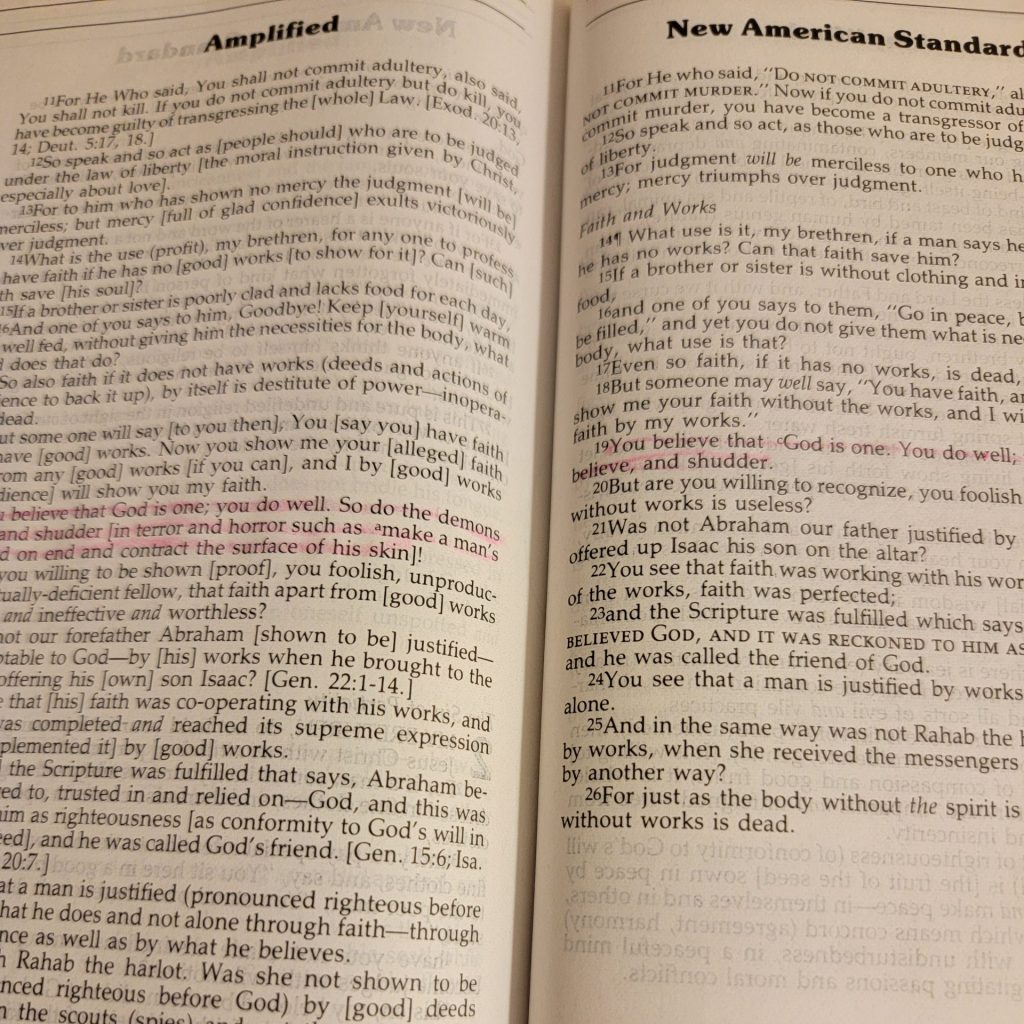 Amplified
11For He Who said, You shall not commit adultery, also said,
You shall not kill. If you do not commit adultery but do kill, you
have become guilty of transgressing the [whole] Law. [Exod. 20:13,
14; Deut. 5:17, 18.]
12So speak and so act as [people should] who are to be judged
under the law of liberty [the moral instruction given by Christ,
especially about love].
13For to him who has shown no mercy the judgment [will be]
merciless; but mercy [full of glad confidence] exults victoriously
ver judgment.
14What is the use (profit), my brethren, for any one to profess
have faith if he has no [good] works [to show for it]? Can [such]
th save [his soul]?
15If a brother or sister is poorly clad and lacks food for each day,
6And one of you says to him, Goodbye! Keep [yourself] warm
well fed, without giving him the necessities for the body, what
does that do?
So also faith if it does not have works (deeds and actions of
ience to back it up), by itself is destitute of power—inopera-
dead.
ut some one will say [to you then], You [say you] have faith
have [good] works. Now you show me your [alleged] faith
rom any [good] works [if you can], and I by [good] works
dience] will show you my faith.
u believe that God is one; you do well. So do the demons
and shudder [in terror and horror such as amake a man's
d on end and contract the surface of his skin]!
you willing to be shown [proof], you foolish, unproduc-
tually-deficient fellow, that faith apart from [good] works
and ineffective and worthless?
not our forefather Abraham [shown to be] justified—
ptable to God—by [his] works when he brought to the
offering his [own] son Isaac? [Gen. 22:1-14.]
e that [his] faith was co-operating with his works, and
was completed and reached its supreme expression
plemented it] by [good] works.
the Scripture was fulfilled that says, Abraham be-
red to, trusted in and relied on—God, and this was
him as righteousness [as conformity to God's will in
eed], and he was called God's friend. [Gen. 15:6; Isa.
20:7.]
at a man is justified (pronounced righteous before
hat he does and not alone through faith—through
nce as well as by what he believes.
h Rahab the harlot. Was she not shown to be
nced righteous before God) by [good] deeds
n the scouts (spies) and
New American Standard
11For He who said, "DO NOT COMMIT ADULTERY," al
NOT COMMIT MURDER." Now if you do not commit adu
commit murder, you have become a transgressor of
12So speak and so act, as those who are to be judg
of liberty.
13For judgment will be merciless to one who h
mercy; mercy triumphs over judgment.
Faith and Works
14¶ What use is it, my brethren, if a man says he
he has no works? Can that faith save him?
15If a brother or sister is without clothing and in
food,
16and one of you says to them, "Go in peace, b
be filled," and yet you do not give them what is ne
body, what use is that?
17Even so faith, if it has no works, is dead,
18But someone may well say, "You have faith, an
show me your faith without the works, and I wi
faith by my works."
19You believe that cGod is one. You do well;
believe, and shudder.
20But are you willing to recognize, you foolish
without works is useless?
21Was not Abraham our father justified by
offered up Isaac his son on the altar?
22You see that faith was working with his wor
of the works, faith was perfected;
23and the Scripture was fulfilled which says
BELIEVED GOD, AND IT WAS RECKONED TO HIM AS
and he was called the friend of God.
24You see that a man is justified by works
alone.
25And in the same way was not Rahab the h
by works, when she received the messengers
by another way?
26For just as the body without the spirit is
without works is dead.